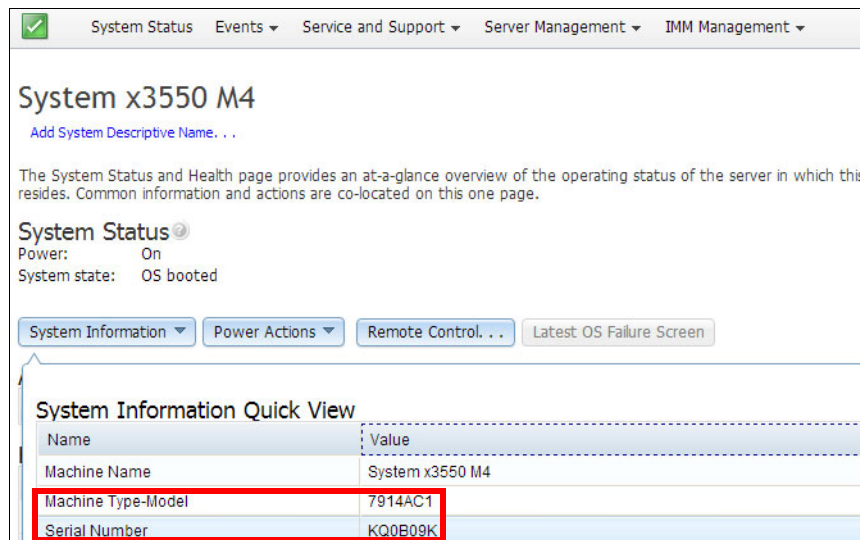 System Status Events Service and Support Server Management IMM Management
System x3550 M4
Add System Descriptive Name. . .
The System Status and Health page provides an at-a-glance overview of the operating status of the server in which this
resides. Common information and actions are co-located on this one page.
System Status
Power: On
System state: OS booted
System Information Power Actions Remote Control. . . Latest OS Failure Screen
System Information Quick View
Name Value
Machine Name System x3550 M4
Machine Type-Model 7914AC1
Serial Number KQ0B09K